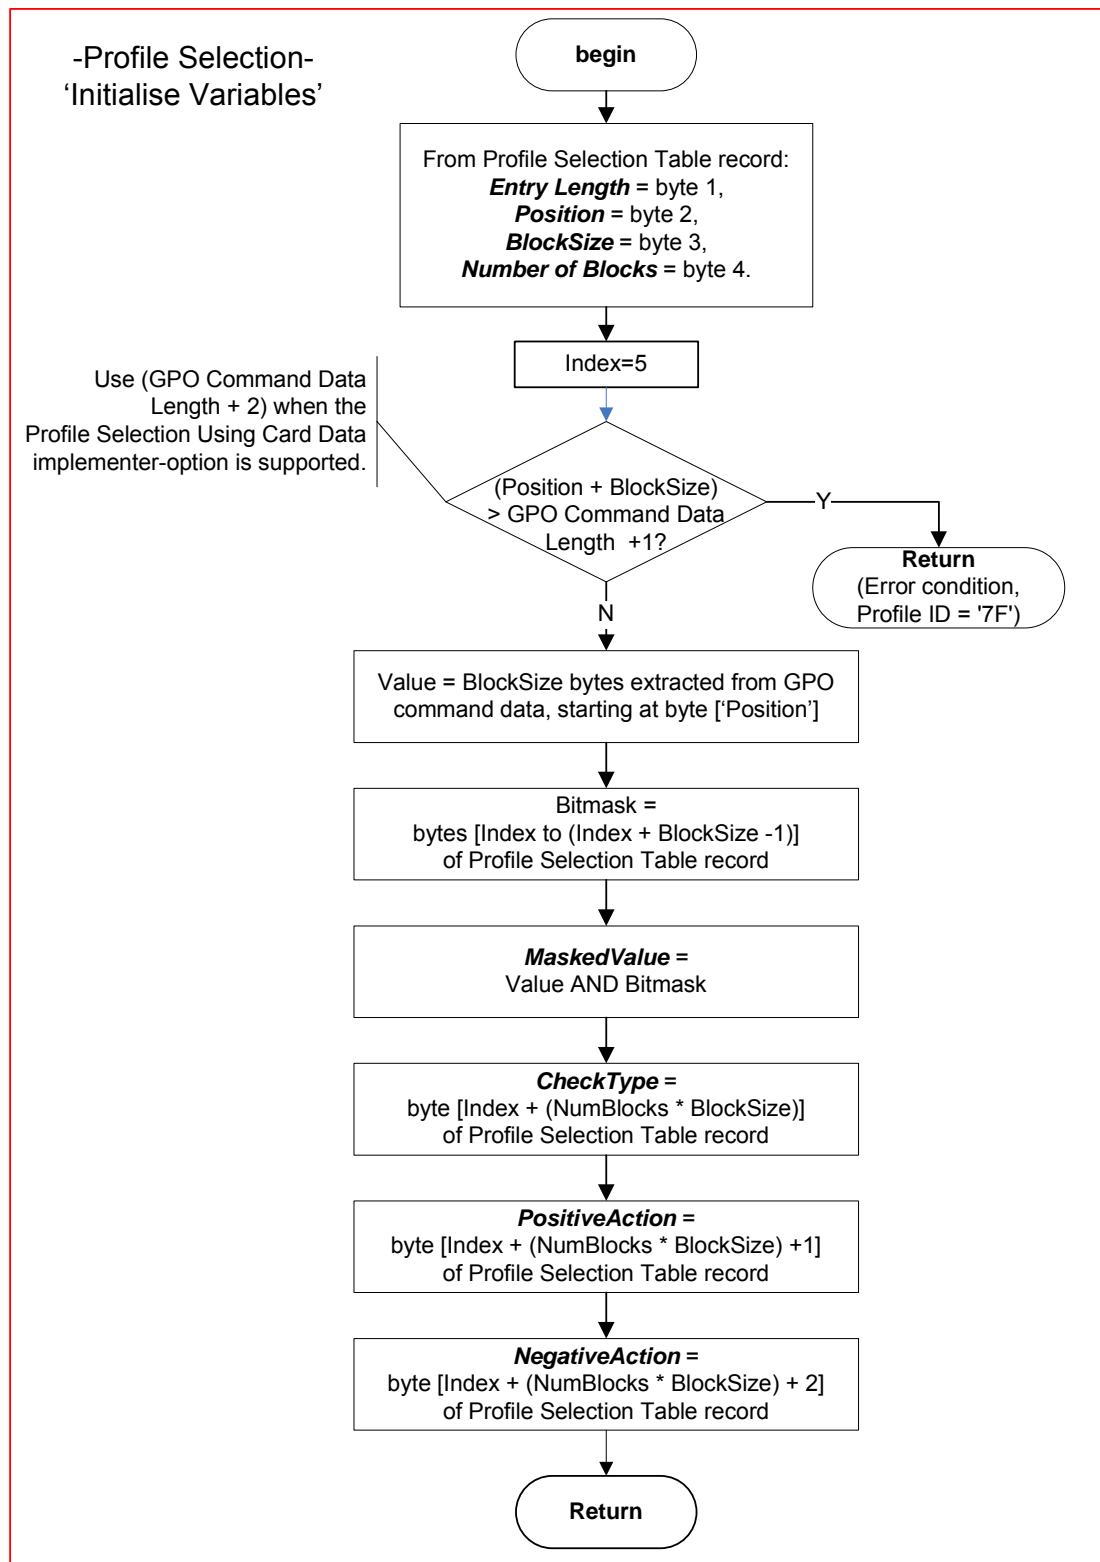 -Profile Selection-
‘Initialise Variables’
begin
From Profile Selection Table record:
Entry Length = byte 1,
Position = byte 2,
BlockSize = byte 3,
Number of Blocks = byte 4.
Index=5
Use (GPO Command Data
Length + 2) when the
Profile Selection Using Card Data
implementer-option is supported.
(Position + BlockSize)
> GPO Command Data
Length +1?
Y
Return
(Error condition,
Profile ID = '7F')
N
Value = BlockSize bytes extracted from GPO
command data, starting at byte [‘Position’]
Bitmask =
bytes [Index to (Index + BlockSize -1)]
of Profile Selection Table record
MaskedValue =
Value AND Bitmask
CheckType =
byte [Index + (NumBlocks * BlockSize)]
of Profile Selection Table record
PositiveAction =
byte [Index + (NumBlocks * BlockSize) +1]
of Profile Selection Table record
NegativeAction =
byte [Index + (NumBlocks * BlockSize) + 2]
of Profile Selection Table record
Return